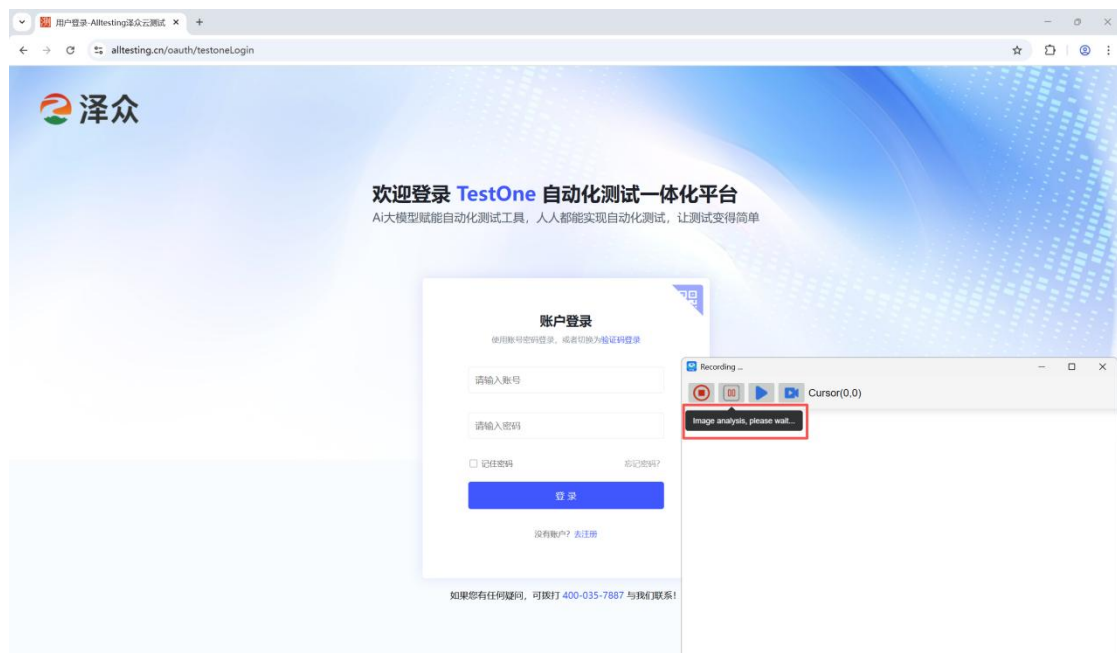 用户登录-Alltesting泽众云测试
alltesting.cn/oauth/testoneLogin
泽众
欢迎登录 TestOne 自动化测试一体化平台
Ai大模型赋能自动化测试工具，人人都能实现自动化测试，让测试变得简单
账户登录
使用账号密码登录，或者切换为验证码登录
请输入账号
请输入密码
记住密码 忘记密码?
登 录
没有账户? 去注册
如果您有任何疑问，可拨打 400-035-7887 与我们联系!
Recording ...
Cursor(0,0)
Image analysis, please wait...